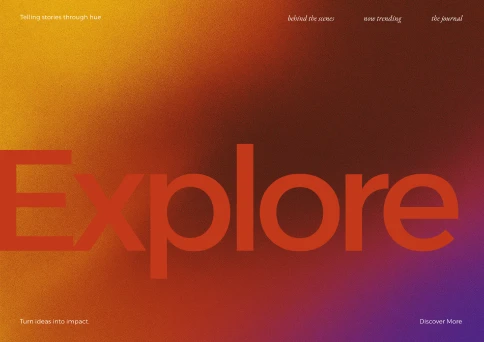 Telling stories through hue
behind the scenes
now trending
the journal
Explore
Turn ideas into impact.
Discover More